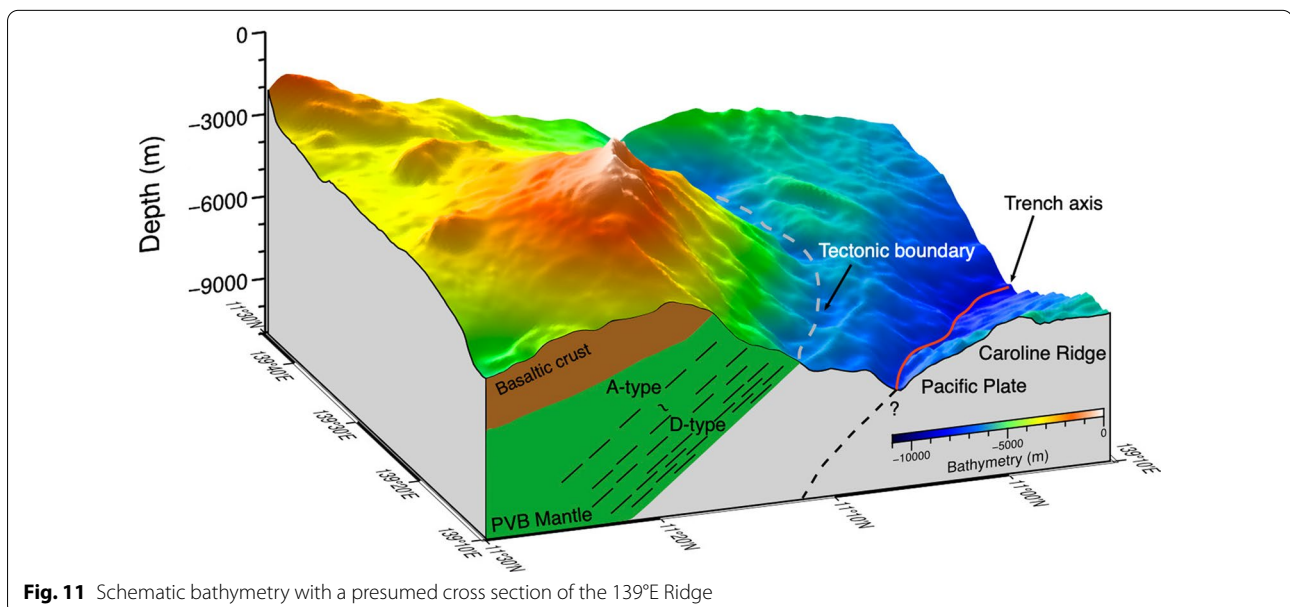 0
−3000
−6000
−9000
Depth (m)
11°30'N
139°40'E
139°30'E
139°20'E
139°10'E
11°30'N
11°20'N
11°10'N
11°00'N
139°10'E
Trench axis
Tectonic boundary
Basaltic crust
A-type
~
D-type
PVB Mantle
Caroline Ridge
Pacific Plate
?
−10000
−5000
0
Bathymetry (m)
Fig. 11 Schematic bathymetry with a presumed cross section of the 139°E Ridge